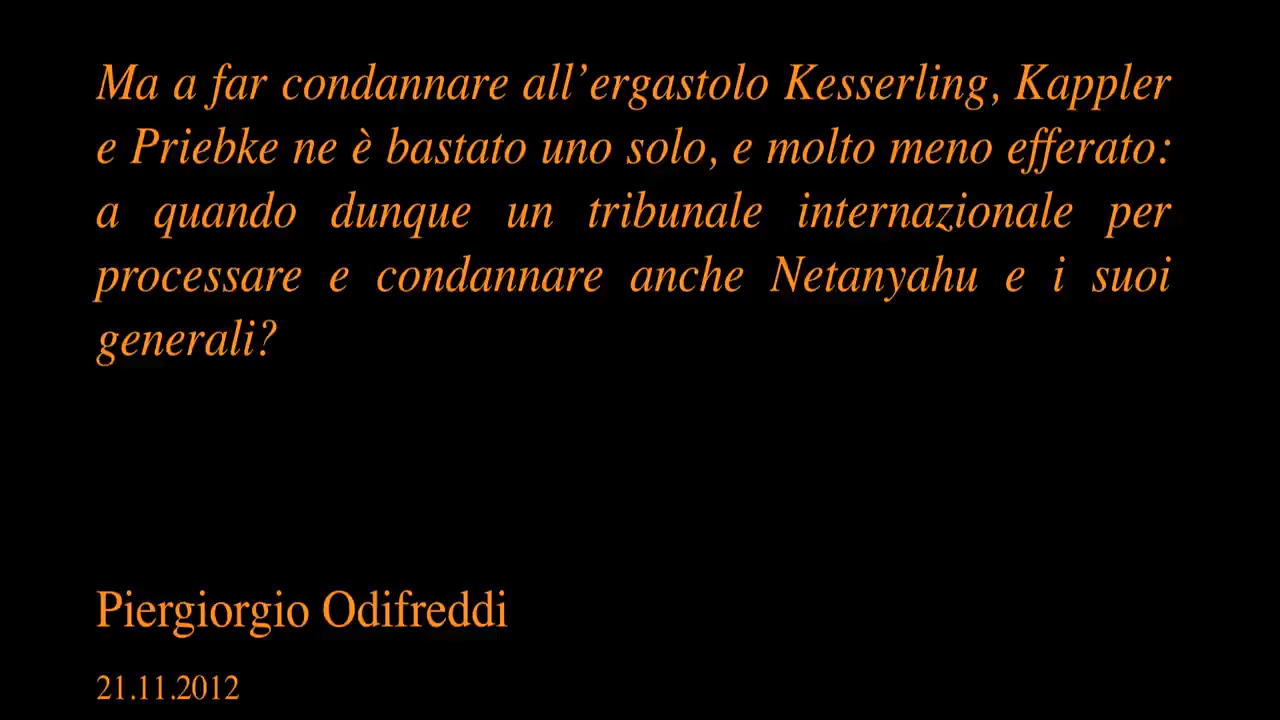 Ma a far condannare all’ergastolo Kesserling, Kappler
e Priebke ne è bastato uno solo, e molto meno efferato:
a quando dunque un tribunale internazionale per
processare e condannare anche Netanyahu e i suoi
generali?
Piergiorgio Odifreddi
21.11.2012